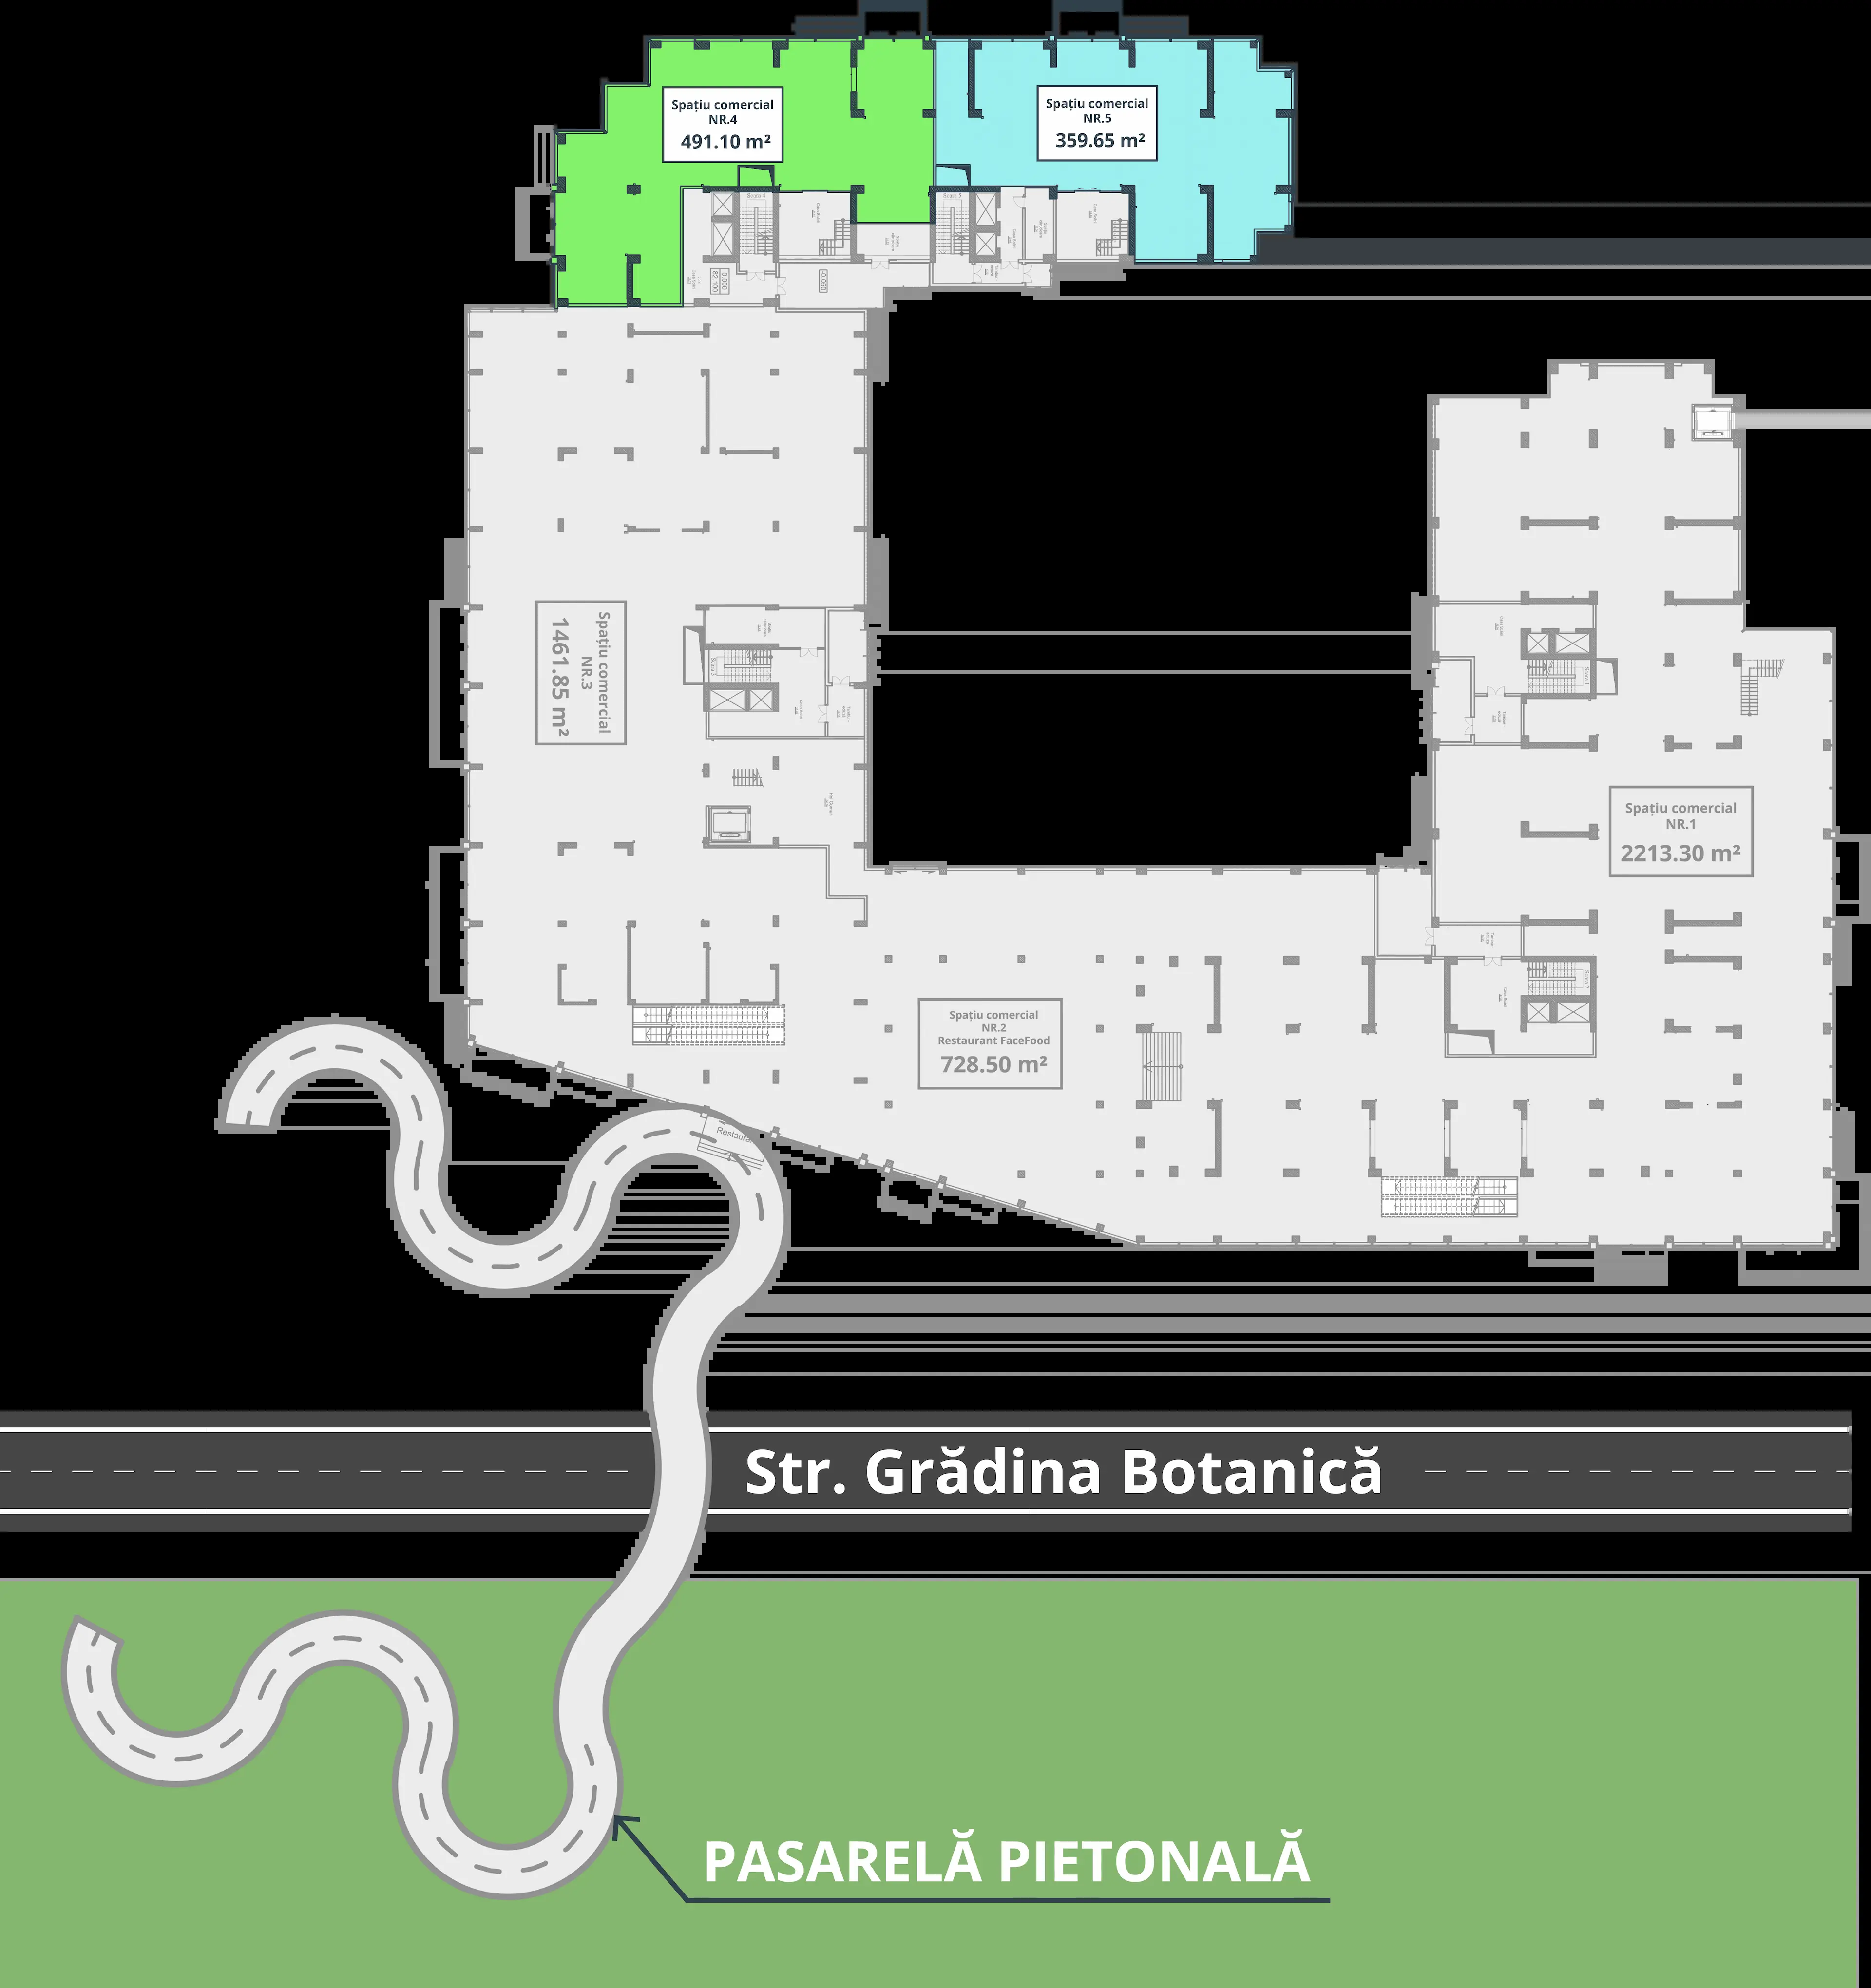 Spațiu comercial
NR.4
491.10 m²
Spațiu comercial
NR.5
359.65 m²
Scara 4
Spațiu comercial
NR.3
1461.85 m²
Spațiu comercial
NR.1
2213.30 m²
Spațiu comercial
NR.2
Restaurant FaceFood
728.50 m²
Str. Grădina Botanică
PASARELĂ PIETONALĂ